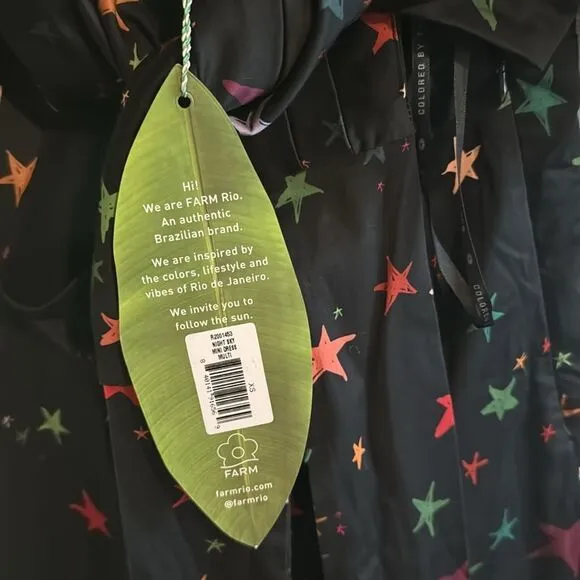 Hi!
We are FARM Rio.
An authentic
Brazilian brand.
We are inspired by
the colors, lifestyle and
vibes of Rio de Janeiro.
We invite you to
follow the sun.
R2001453
NIGHT SKY
MINI DRESS
MULTI
XS
FARM
farmrio.com
@farmrio
COLORED BY
COLORE